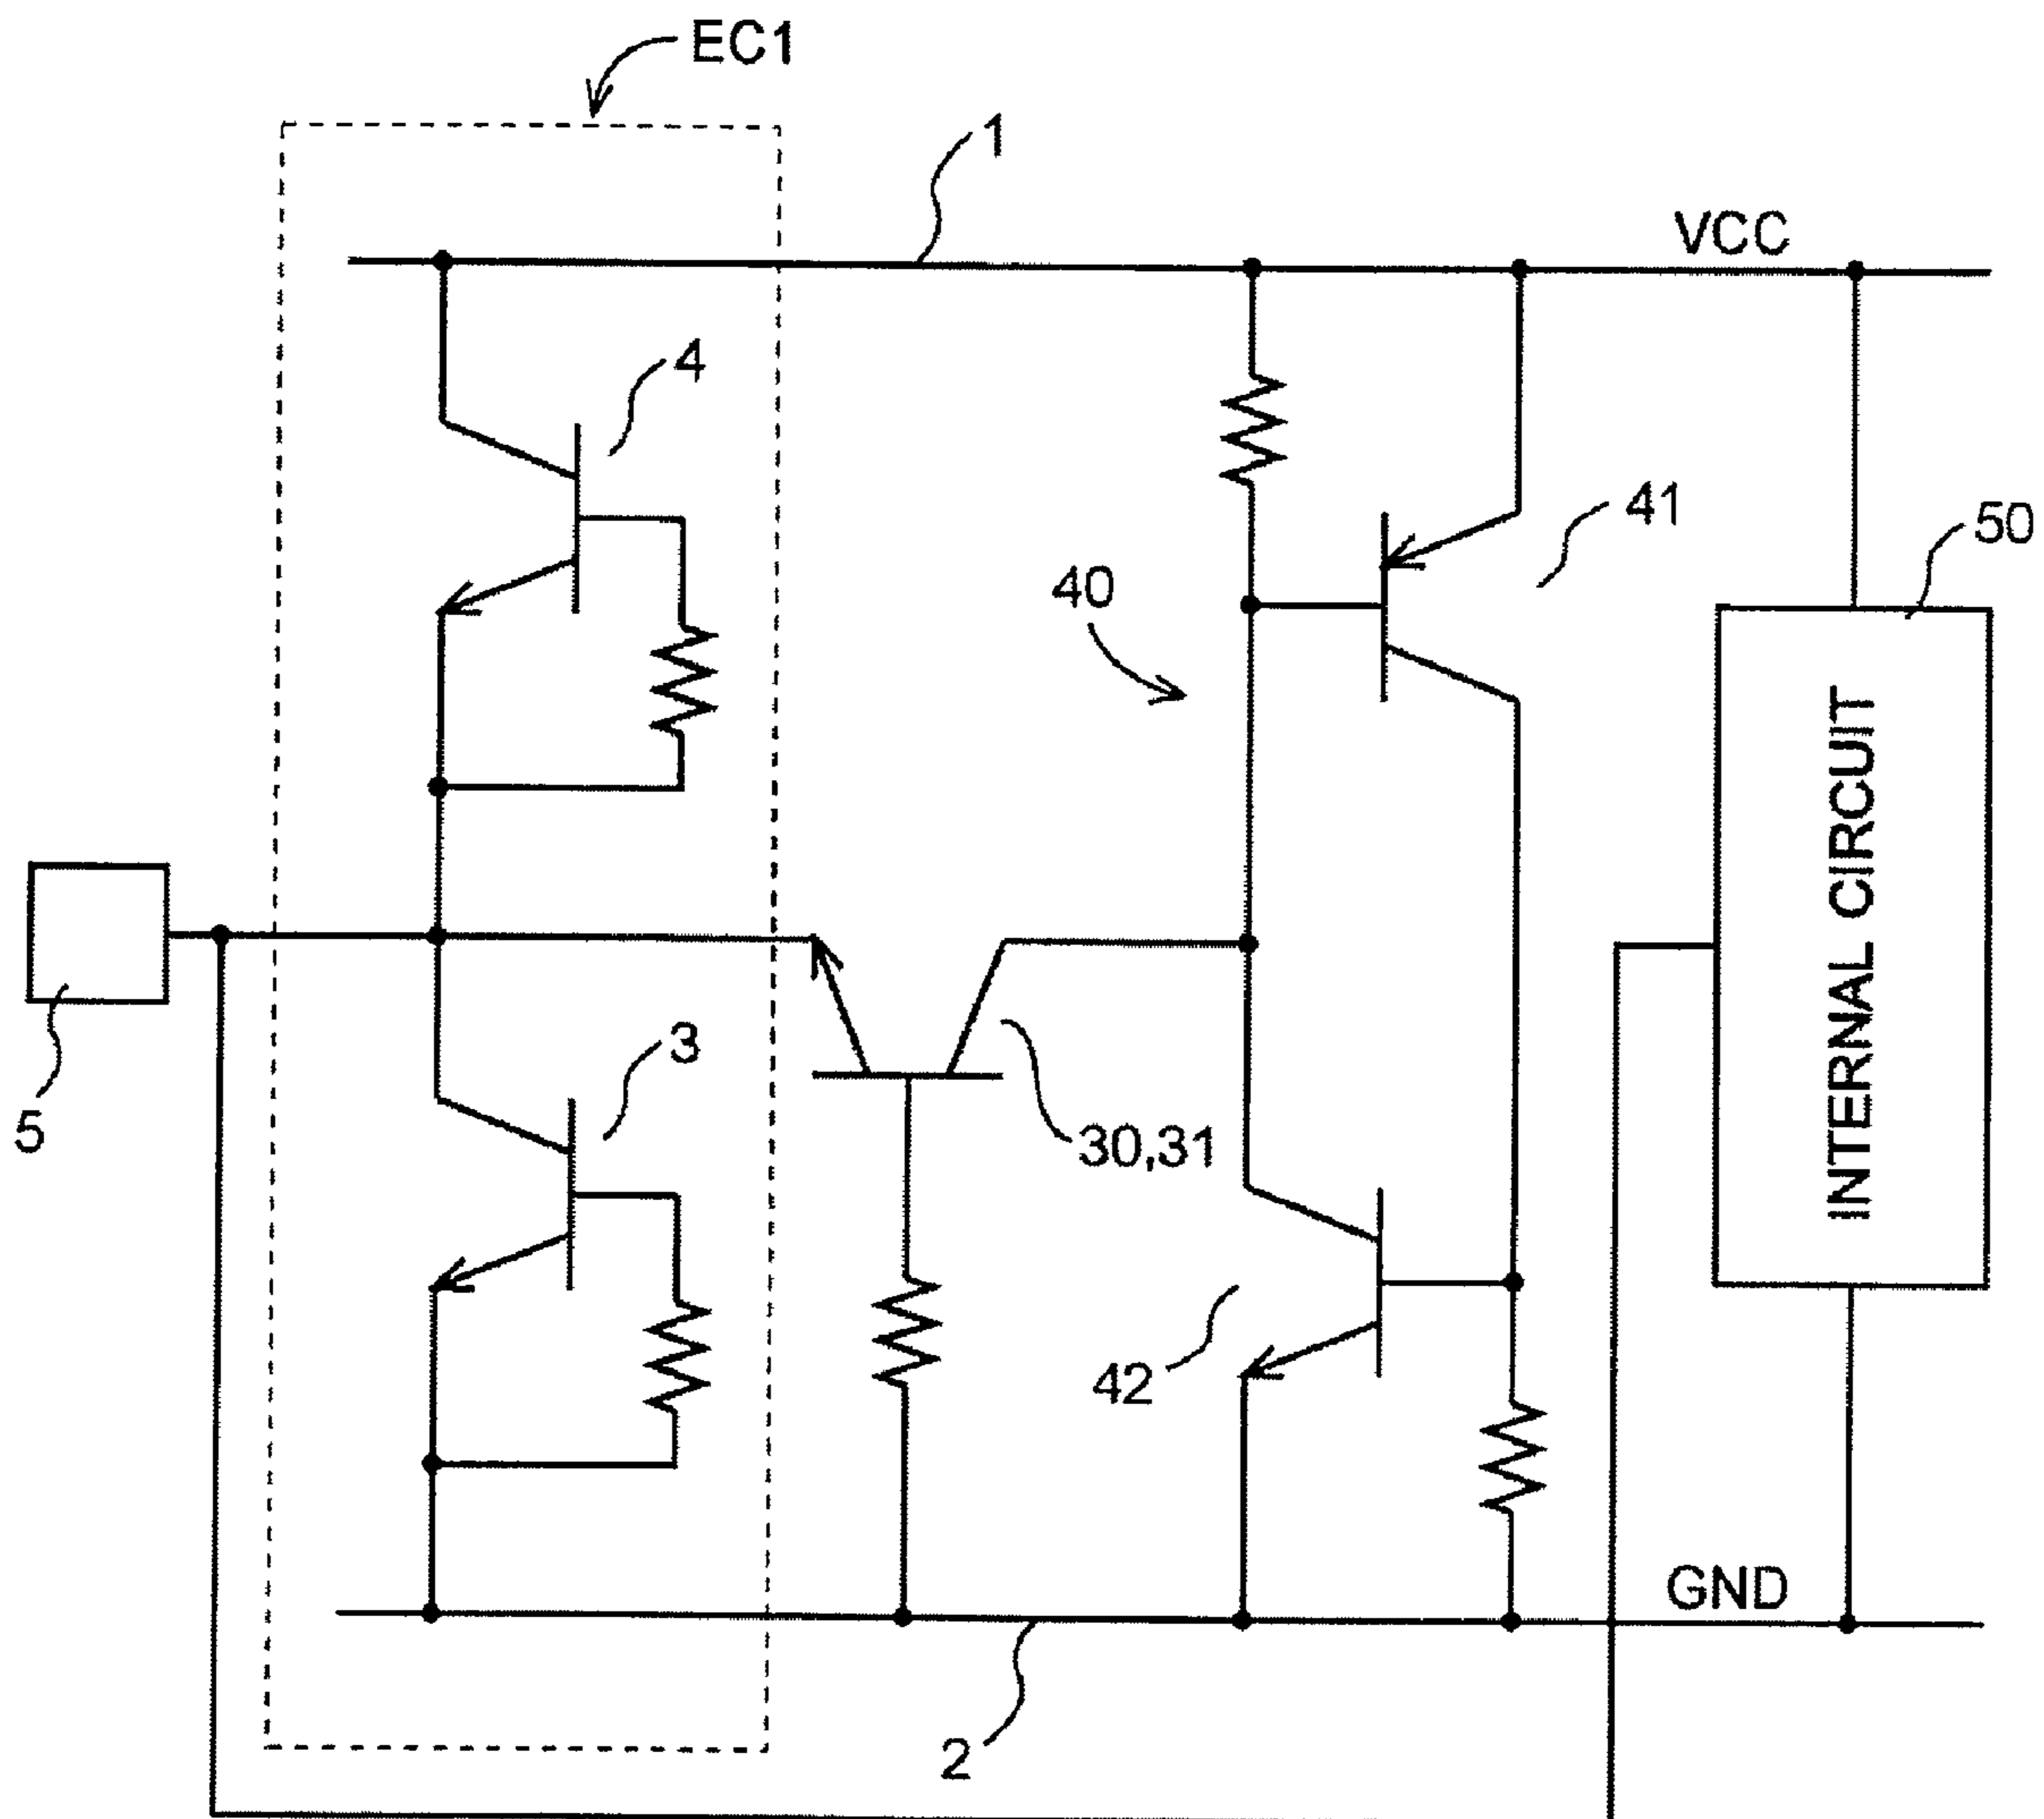 EC1
1
VCC
4
41
50
40
INTERNAL CIRCUIT
3
5
30,31
42
GND
2